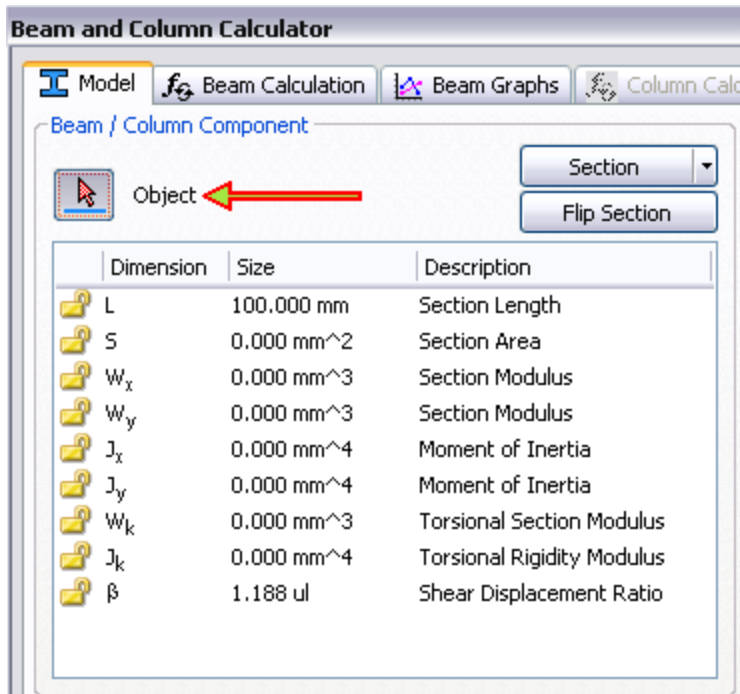 Beam and Column Calculator
Model Beam Calculation Beam Graphs Column Calc
Beam / Column Component
Section
Object
Flip Section
Dimension Size Description
L 100.000 mm Section Length
S 0.000 mm^2 Section Area
Wx 0.000 mm^3 Section Modulus
Wy 0.000 mm^3 Section Modulus
Jx 0.000 mm^4 Moment of Inertia
Jy 0.000 mm^4 Moment of Inertia
Wk 0.000 mm^3 Torsional Section Modulus
Jk 0.000 mm^4 Torsional Rigidity Modulus
β 1.188 ul Shear Displacement Ratio